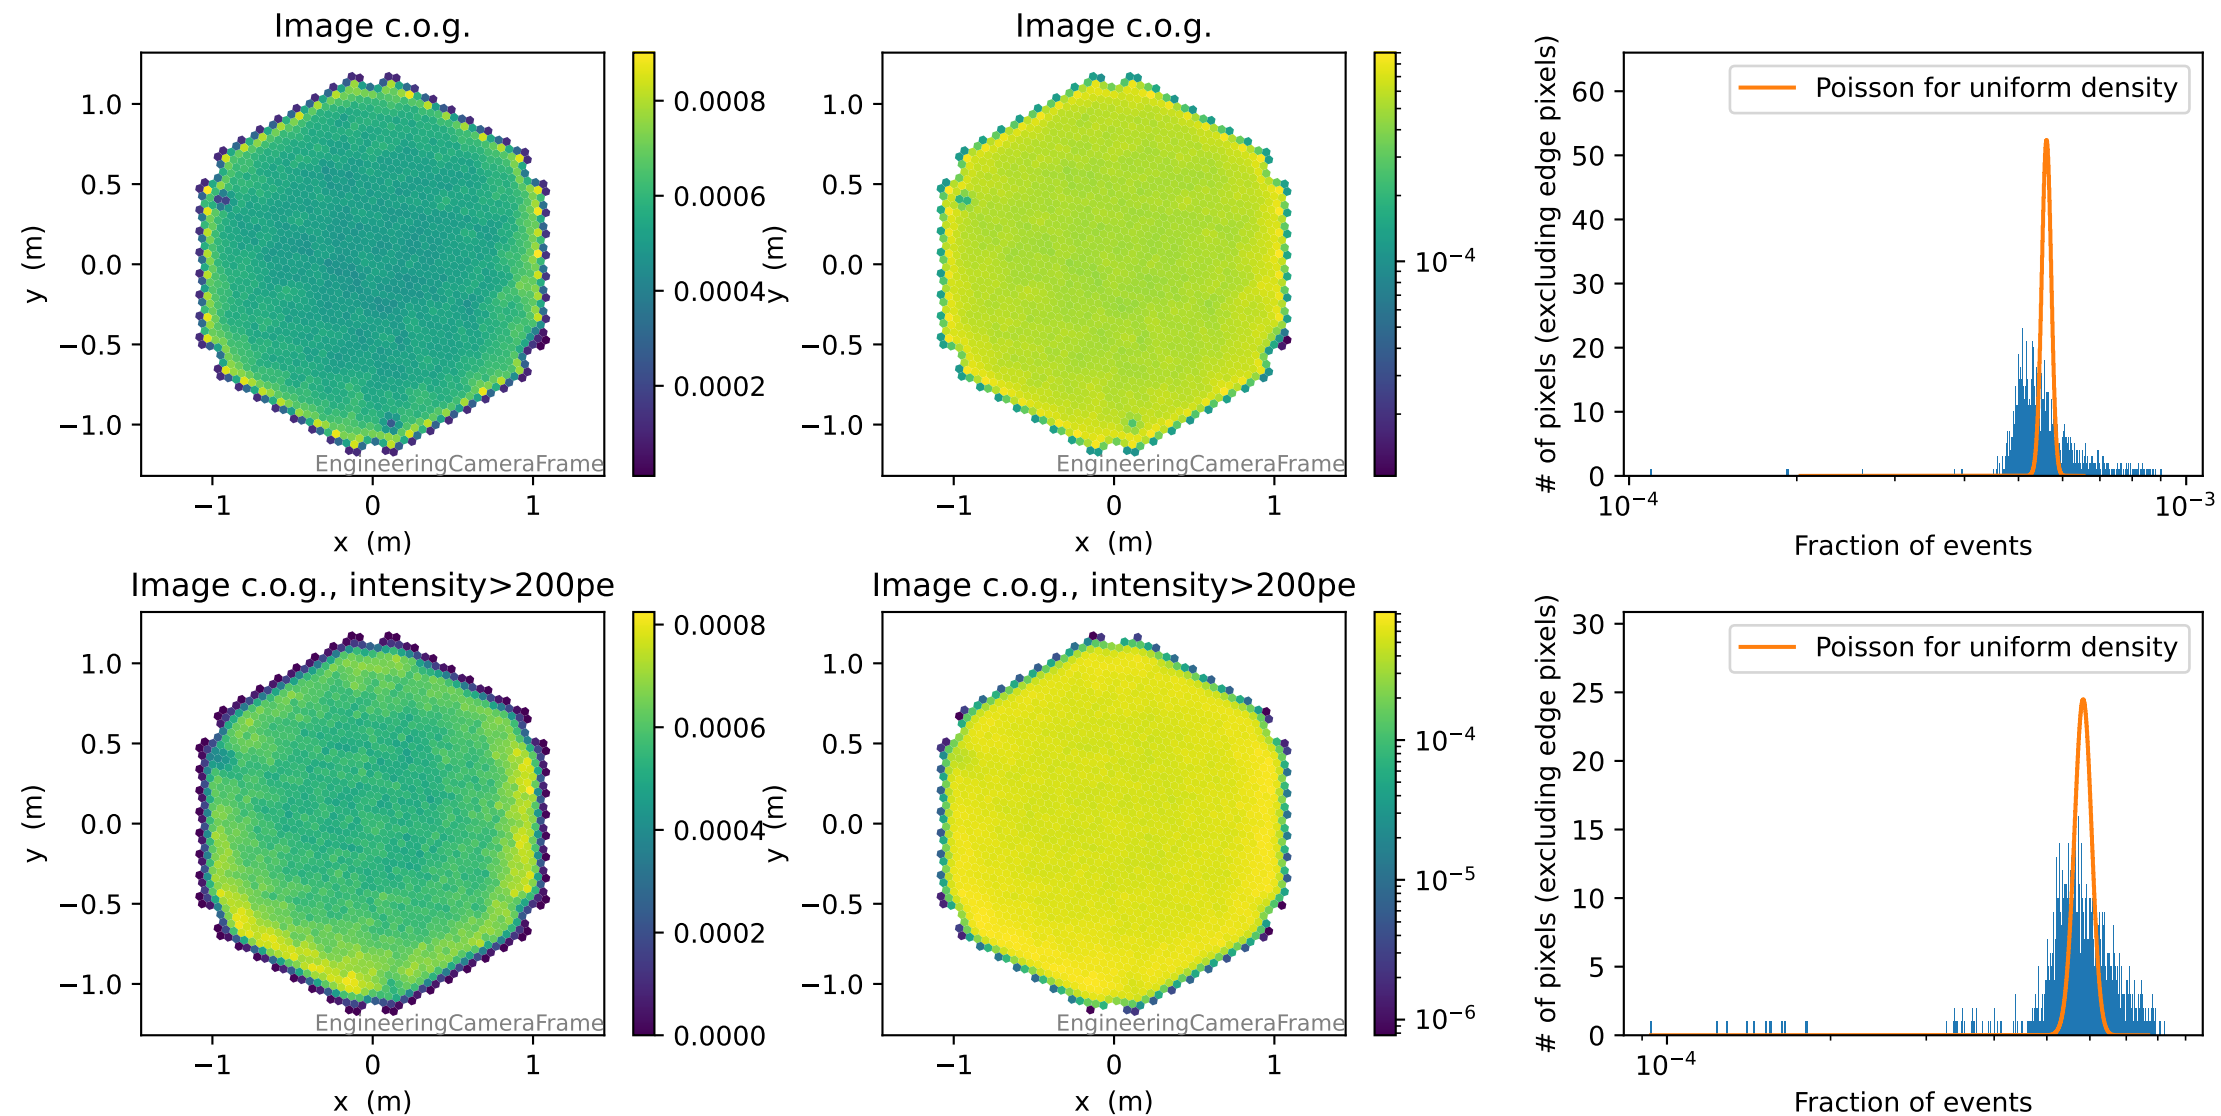 Image c.o.g.
1.0
0.5
0.0
−0.5
−1.0
y (m)
−1
0
1
x (m)
EngineeringCameraFrame
0.0008
0.0006
0.0004
0.0002
Image c.o.g.
1.0
0.5
0.0
−0.5
−1.0
y (m)
−1
0
1
x (m)
EngineeringCameraFrame
10⁻⁴
# of pixels (excluding edge pixels)
60
50
40
30
20
10
0
10⁻⁴
10⁻³
Fraction of events
Poisson for uniform density
Image c.o.g., intensity>200pe
1.0
0.5
0.0
−0.5
−1.0
y (m)
−1
0
1
x (m)
EngineeringCameraFrame
0.0008
0.0006
0.0004
0.0002
0.0000
Image c.o.g., intensity>200pe
1.0
0.5
0.0
−0.5
−1.0
y (m)
−1
0
1
x (m)
EngineeringCameraFrame
10⁻⁴
10⁻⁵
10⁻⁶
# of pixels (excluding edge pixels)
30
25
20
15
10
5
0
10⁻⁴
Fraction of events
Poisson for uniform density